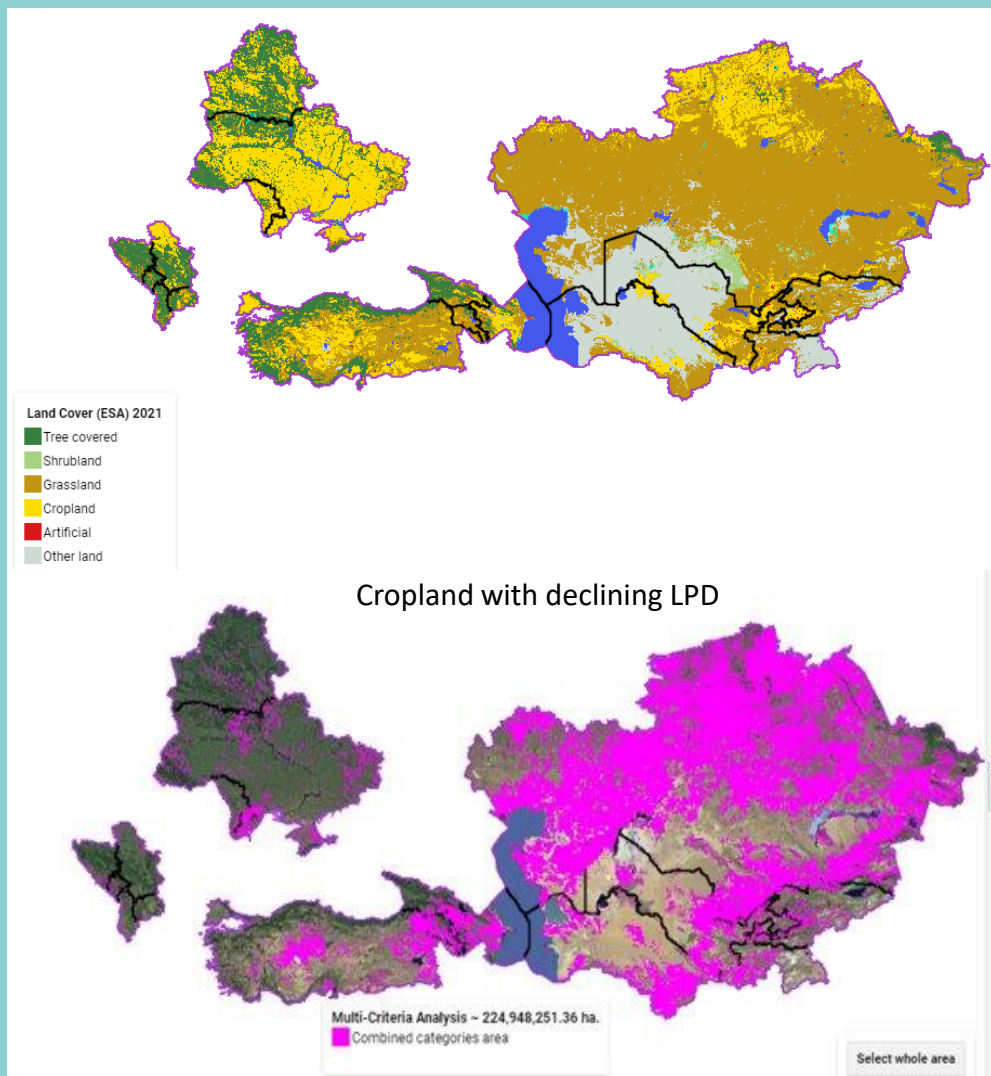 Land Cover (ESA) 2021
Tree covered
Shrubland
Grassland
Cropland
Artificial
Other land
Cropland with declining LPD
Multi-Criteria Analysis ~ 224,948,251.36 ha.
Combined categories area
Select whole area